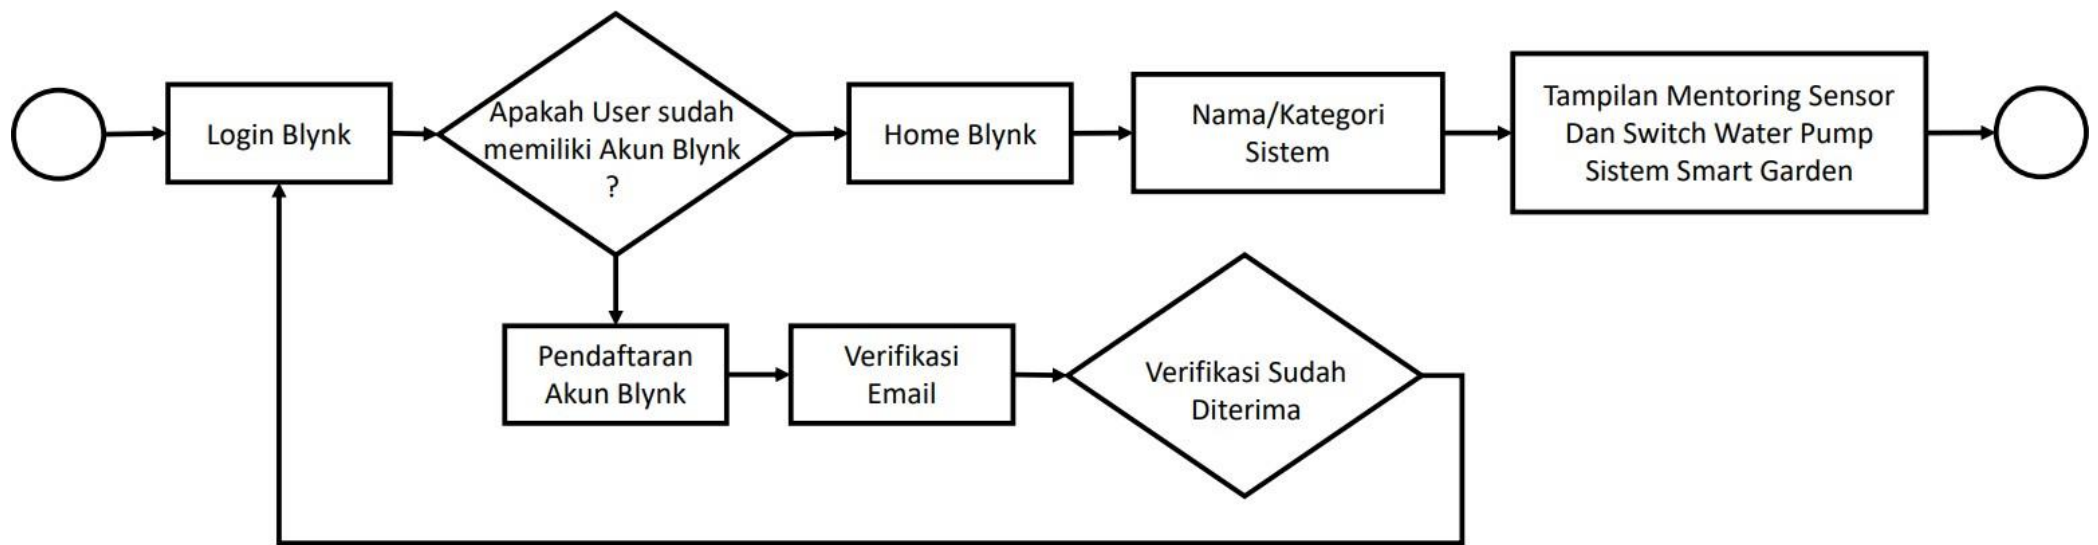 Login Blynk
Apakah User sudah
memiliki Akun Blynk
?
Home Blynk
Nama/Kategori
Sistem
Tampilan Mentoring Sensor
Dan Switch Water Pump
Sistem Smart Garden
Pendaftaran
Akun Blynk
Verifikasi
Email
Verifikasi Sudah
Diterima